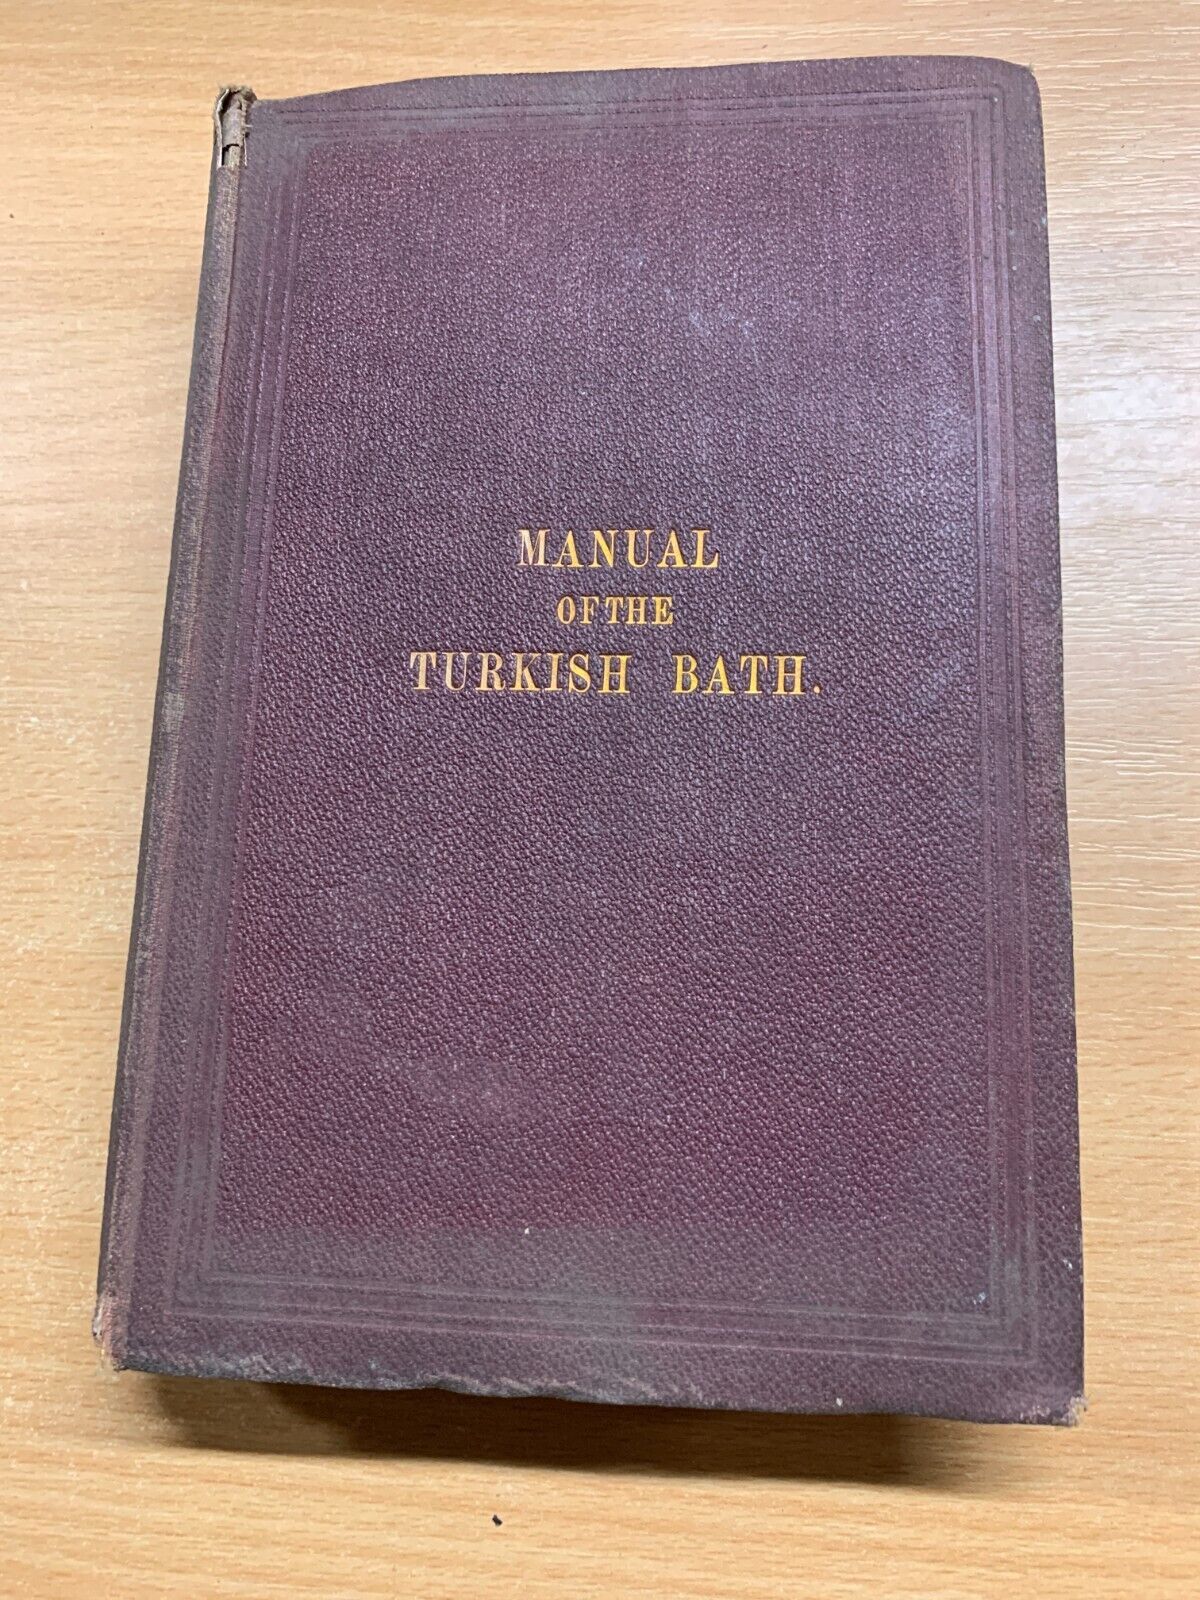 MANUAL
OF THE
TURKISH BATH.